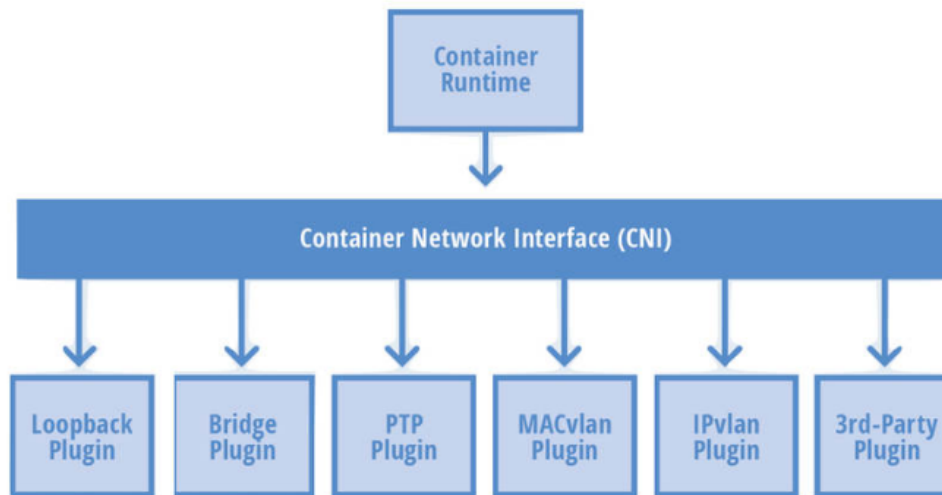 Container
Runtime
Container Network Interface (CNI)
Loopback
Plugin
Bridge
Plugin
PTP
Plugin
MACvlan
Plugin
IPvlan
Plugin
3rd-Party
Plugin